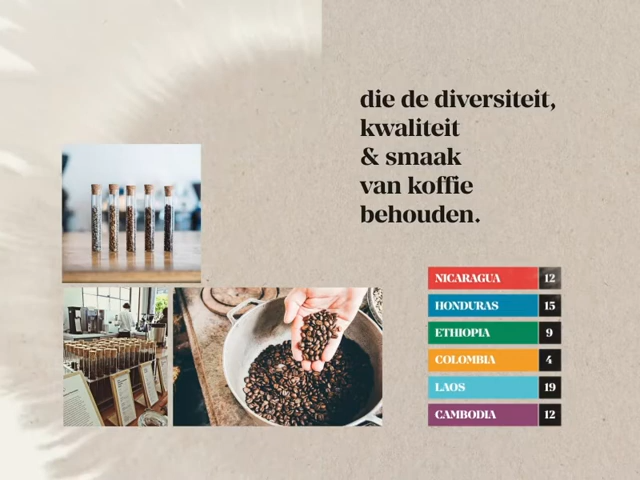 die de diversiteit,
kwaliteit
& smaak
van koffie
behouden.
NICARAGUA 12
HONDURAS 15
ETHIOPIA 9
COLOMBIA 4
LAOS 19
CAMBODIA 12